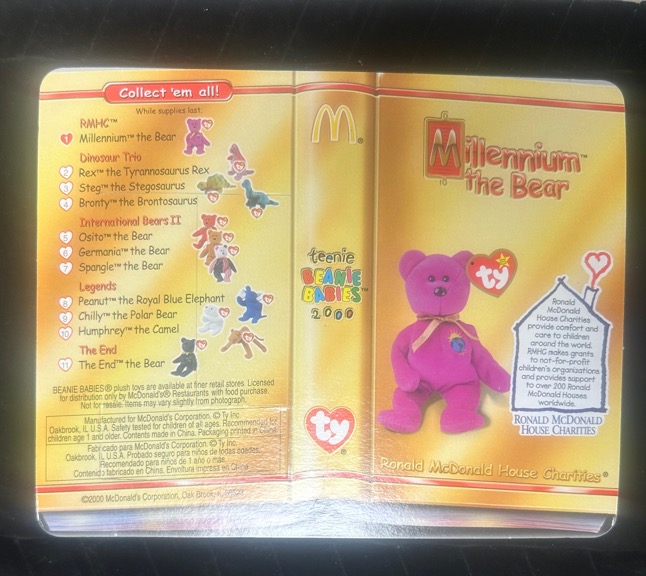 Collect 'em all!
While supplies last.
RMHC™
1 Millennium™ the Bear
Dinosaur Trio
2 Rex™ the Tyrannosaurus Rex
3 Steg™ the Stegosaurus
4 Bronty™ the Brontosaurus
International Bears II
5 Osito™ the Bear
6 Germania™ the Bear
7 Spangle™ the Bear
Legends
8 Peanut™ the Royal Blue Elephant
9 Chilly™ the Polar Bear
10 Humphrey™ the Camel
The End
11 The End™ the Bear
BEANIE BABIES® plush toys are available at finer retail stores. Licensed
for distribution only by McDonald's® Restaurants with food purchase.
Not for resale. Items may vary slightly from photograph.
Manufactured for McDonald's Corporation, © Ty Inc.
Oakbrook, IL U.S.A. Safety tested for children of all ages. Recommended for
children age 1 and older. Contents made in China. Packaging printed in China
Fabricado para McDonald's Corporation. © Ty Inc.
Oakbrook, IL U.S.A. Probado seguro para niños de todas edades.
Recomendado para niños de 1 año o más.
Contenido fabricado en China. Envoltura impresa en China
©2000 McDonald's Corporation, Oak Brook
M®
teenie
BEANIE
BABIES™
2000
ty®
Millennium™
the Bear
ty
Ronald
McDonald
House Charities
provide comfort and
care to children
around the world.
RMHC makes grants
to not-for-profit
children's organizations
and provides support
to over 200 Ronald
McDonald Houses
worldwide.
RONALD MCDONALD
HOUSE CHARITIES
Ronald McDonald House Charities®